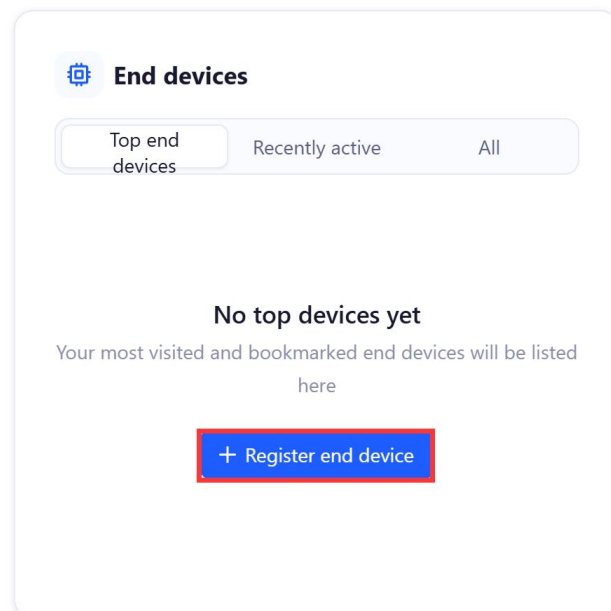 End devices
Top end
devices
Recently active
All
No top devices yet
Your most visited and bookmarked end devices will be listed
here
+ Register end device